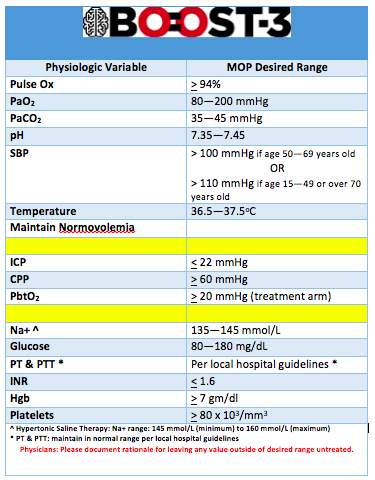 BOOST-3
Physiologic Variable MOP Desired Range
Pulse Ox ≥ 94%
PaO₂ 80—200 mmHg
PaCO₂ 35—45 mmHg
pH 7.35—7.45
SBP > 100 mmHg if age 50—69 years old
OR
> 110 mmHg if age 15—49 or over 70
years old
Temperature 36.5—37.5°C
Maintain Normovolemia
ICP ≤ 22 mmHg
CPP ≥ 60 mmHg
PbtO₂ ≥ 20 mmHg (treatment arm)
Na+ ^ 135—145 mmol/L
Glucose 80—180 mg/dL
PT & PTT * Per local hospital guidelines *
INR ≤ 1.6
Hgb ≥ 7 gm/dl
Platelets ≥ 80 x 10³/mm³
^ Hypertonic Saline Therapy: Na+ range: 145 mmol/L (minimum) to 160 mmol/L (maximum)
* PT & PTT: maintain in normal range per local hospital guidelines
Physicians: Please document rationale for leaving any value outside of desired range untreated.